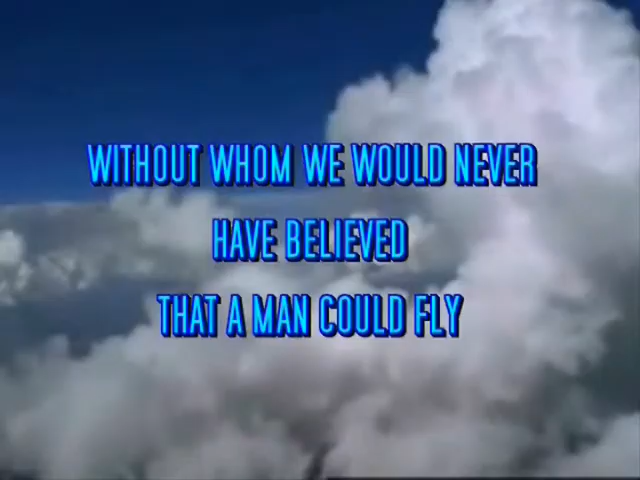 WITHOUT WHOM WE WOULD NEVER
HAVE BELIEVED
THAT A MAN COULD FLY